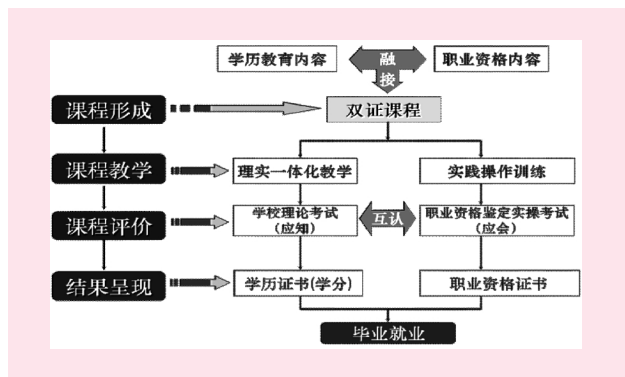 学历教育内容
融
接
职业资格内容
课程形成
双证课程
课程教学
理实一体化教学
实践操作训练
课程评价
学校理论考试
(应知)
互认
职业资格鉴定实操考试
(应会)
结果呈现
学历证书(学分)
职业资格证书
毕业就业